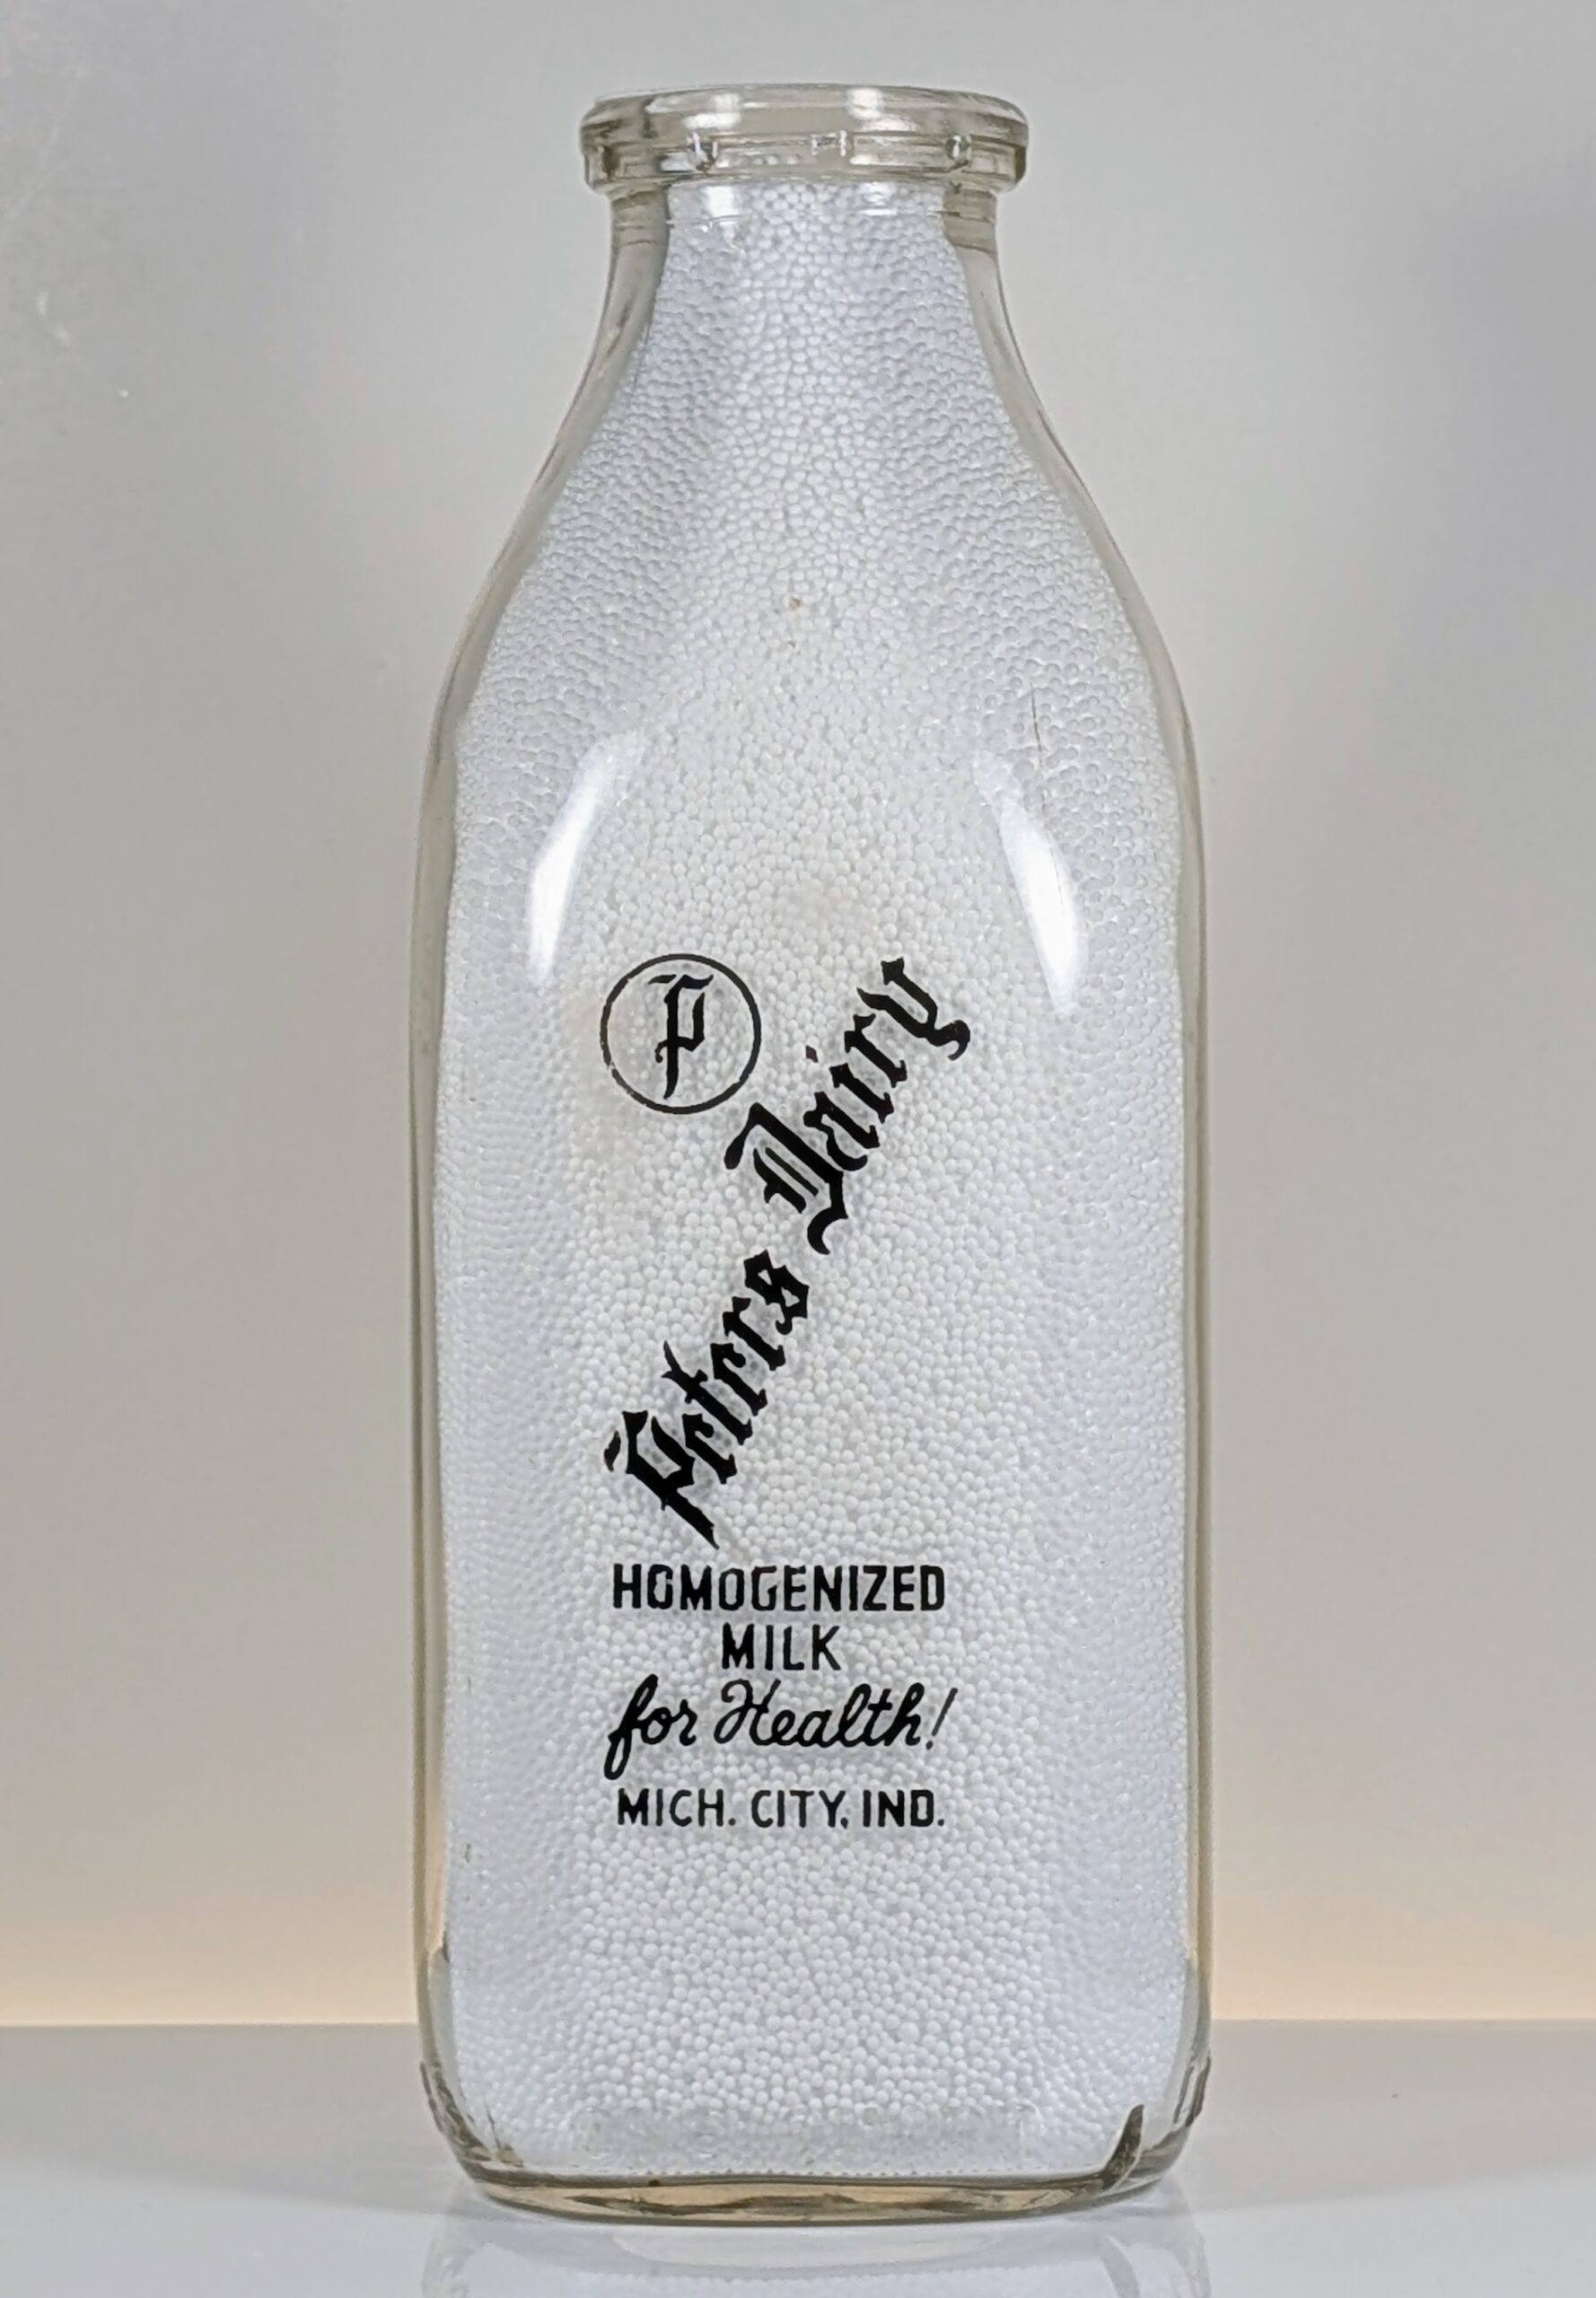 P
Peters Dairy
HOMOGENIZED
MILK
for Health!
MICH. CITY, IND.